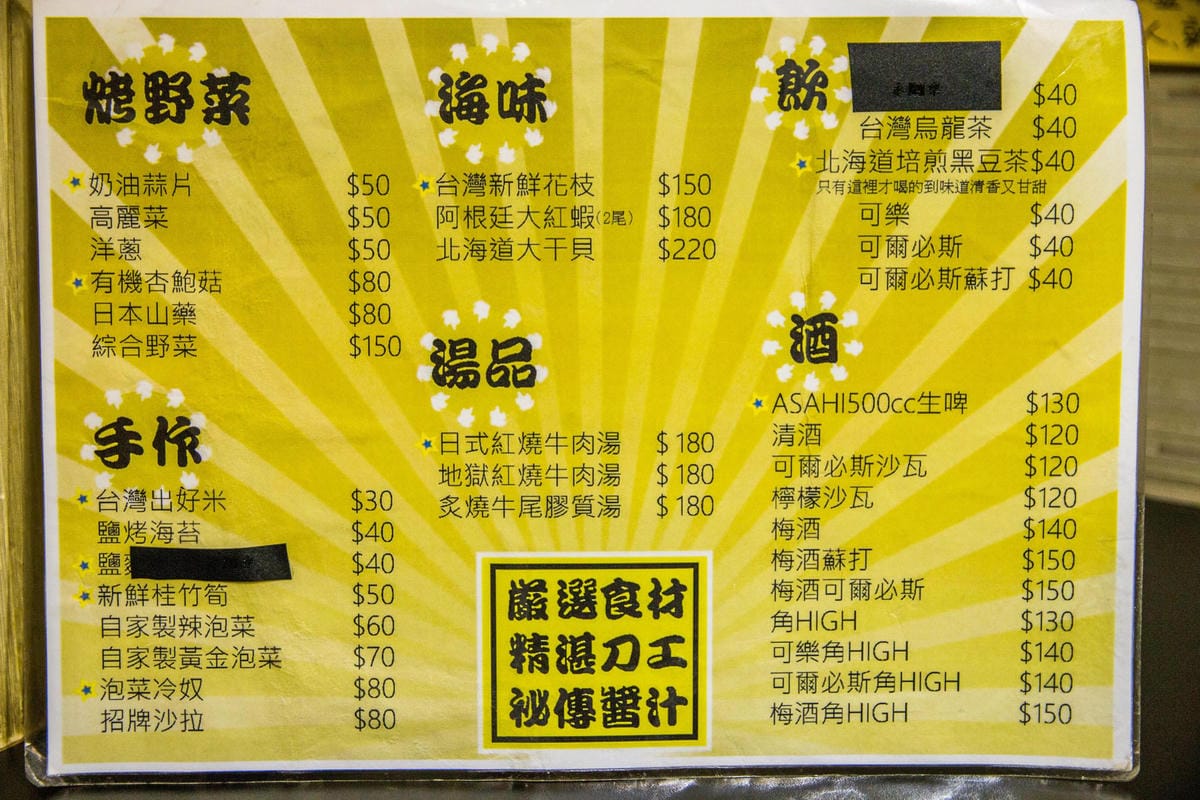 烤野菜
奶油蒜片 $50
高麗菜 $50
洋蔥 $50
有機杏鮑菇 $80
日本山藥 $80
綜合野菜 $150
手作
台灣出好米 $30
鹽烤海苔 $40
鹽 $40
新鮮桂竹筍 $50
自家製辣泡菜 $60
自家製黃金泡菜 $70
泡菜冷奴 $80
招牌沙拉 $80
海味
台灣新鮮花枝 $150
阿根廷大紅蝦(2尾) $180
北海道大干貝 $220
湯品
日式紅燒牛肉湯 $180
地獄紅燒牛肉湯 $180
炙燒牛尾膠質湯 $180
厳選食材
精湛刀工
祕傳醬汁
飲
$40
台灣烏龍茶 $40
北海道培煎黑豆茶 $40
只有這裡才喝的到味道清香又甘甜
可樂 $40
可爾必斯 $40
可爾必斯蘇打 $40
酒
ASAHI500cc生啤 $130
清酒 $120
可爾必斯沙瓦 $120
檸檬沙瓦 $120
梅酒 $140
梅酒蘇打 $150
梅酒可爾必斯 $150
角HIGH $130
可樂角HIGH $140
可爾必斯角HIGH $140
梅酒角HIGH $150